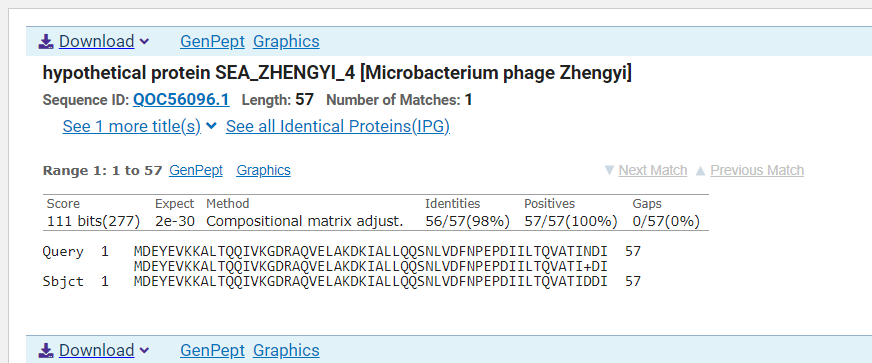 Download GenPept Graphics
hypothetical protein SEA_ZHENGYI_4 [Microbacterium phage Zhengyi]
Sequence ID: QOC56096.1 Length: 57 Number of Matches: 1
See 1 more title(s) See all Identical Proteins(IPG)
Range 1: 1 to 57 GenPept Graphics ▼ Next Match ▲ Previous Match
Score Expect Method Identities Positives Gaps
111 bits(277) 2e-30 Compositional matrix adjust. 56/57(98%) 57/57(100%) 0/57(0%)
Query 1 MDEYEVKKALTQQIVKGDRAQVELAKDKIALLQQSNLVDFNPEPDIILTQVATINDI 57
MDEYEVKKALTQQIVKGDRAQVELAKDKIALLQQSNLVDFNPEPDIILTQVATI+DI
Sbjct 1 MDEYEVKKALTQQIVKGDRAQVELAKDKIALLQQSNLVDFNPEPDIILTQVATIDDI 57
Download GenPept Graphics